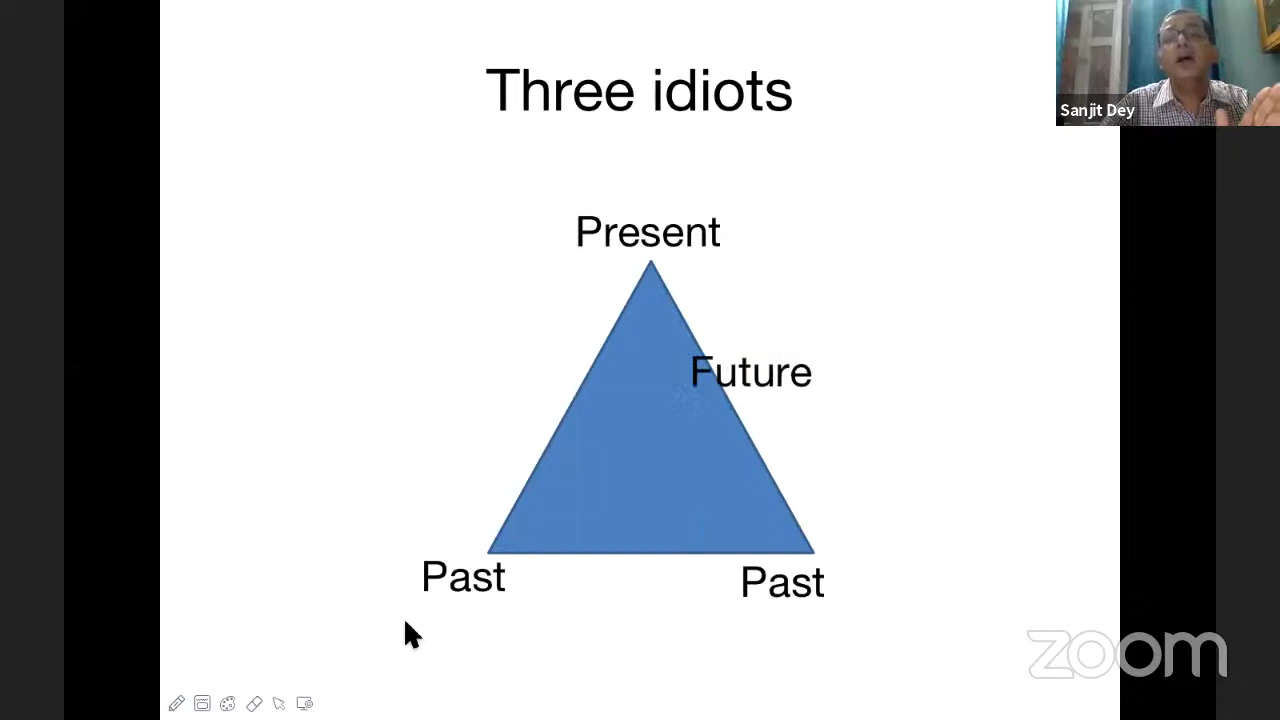 Three idiots
Sanjit Dey
Present
Future
Past
Past
zoom